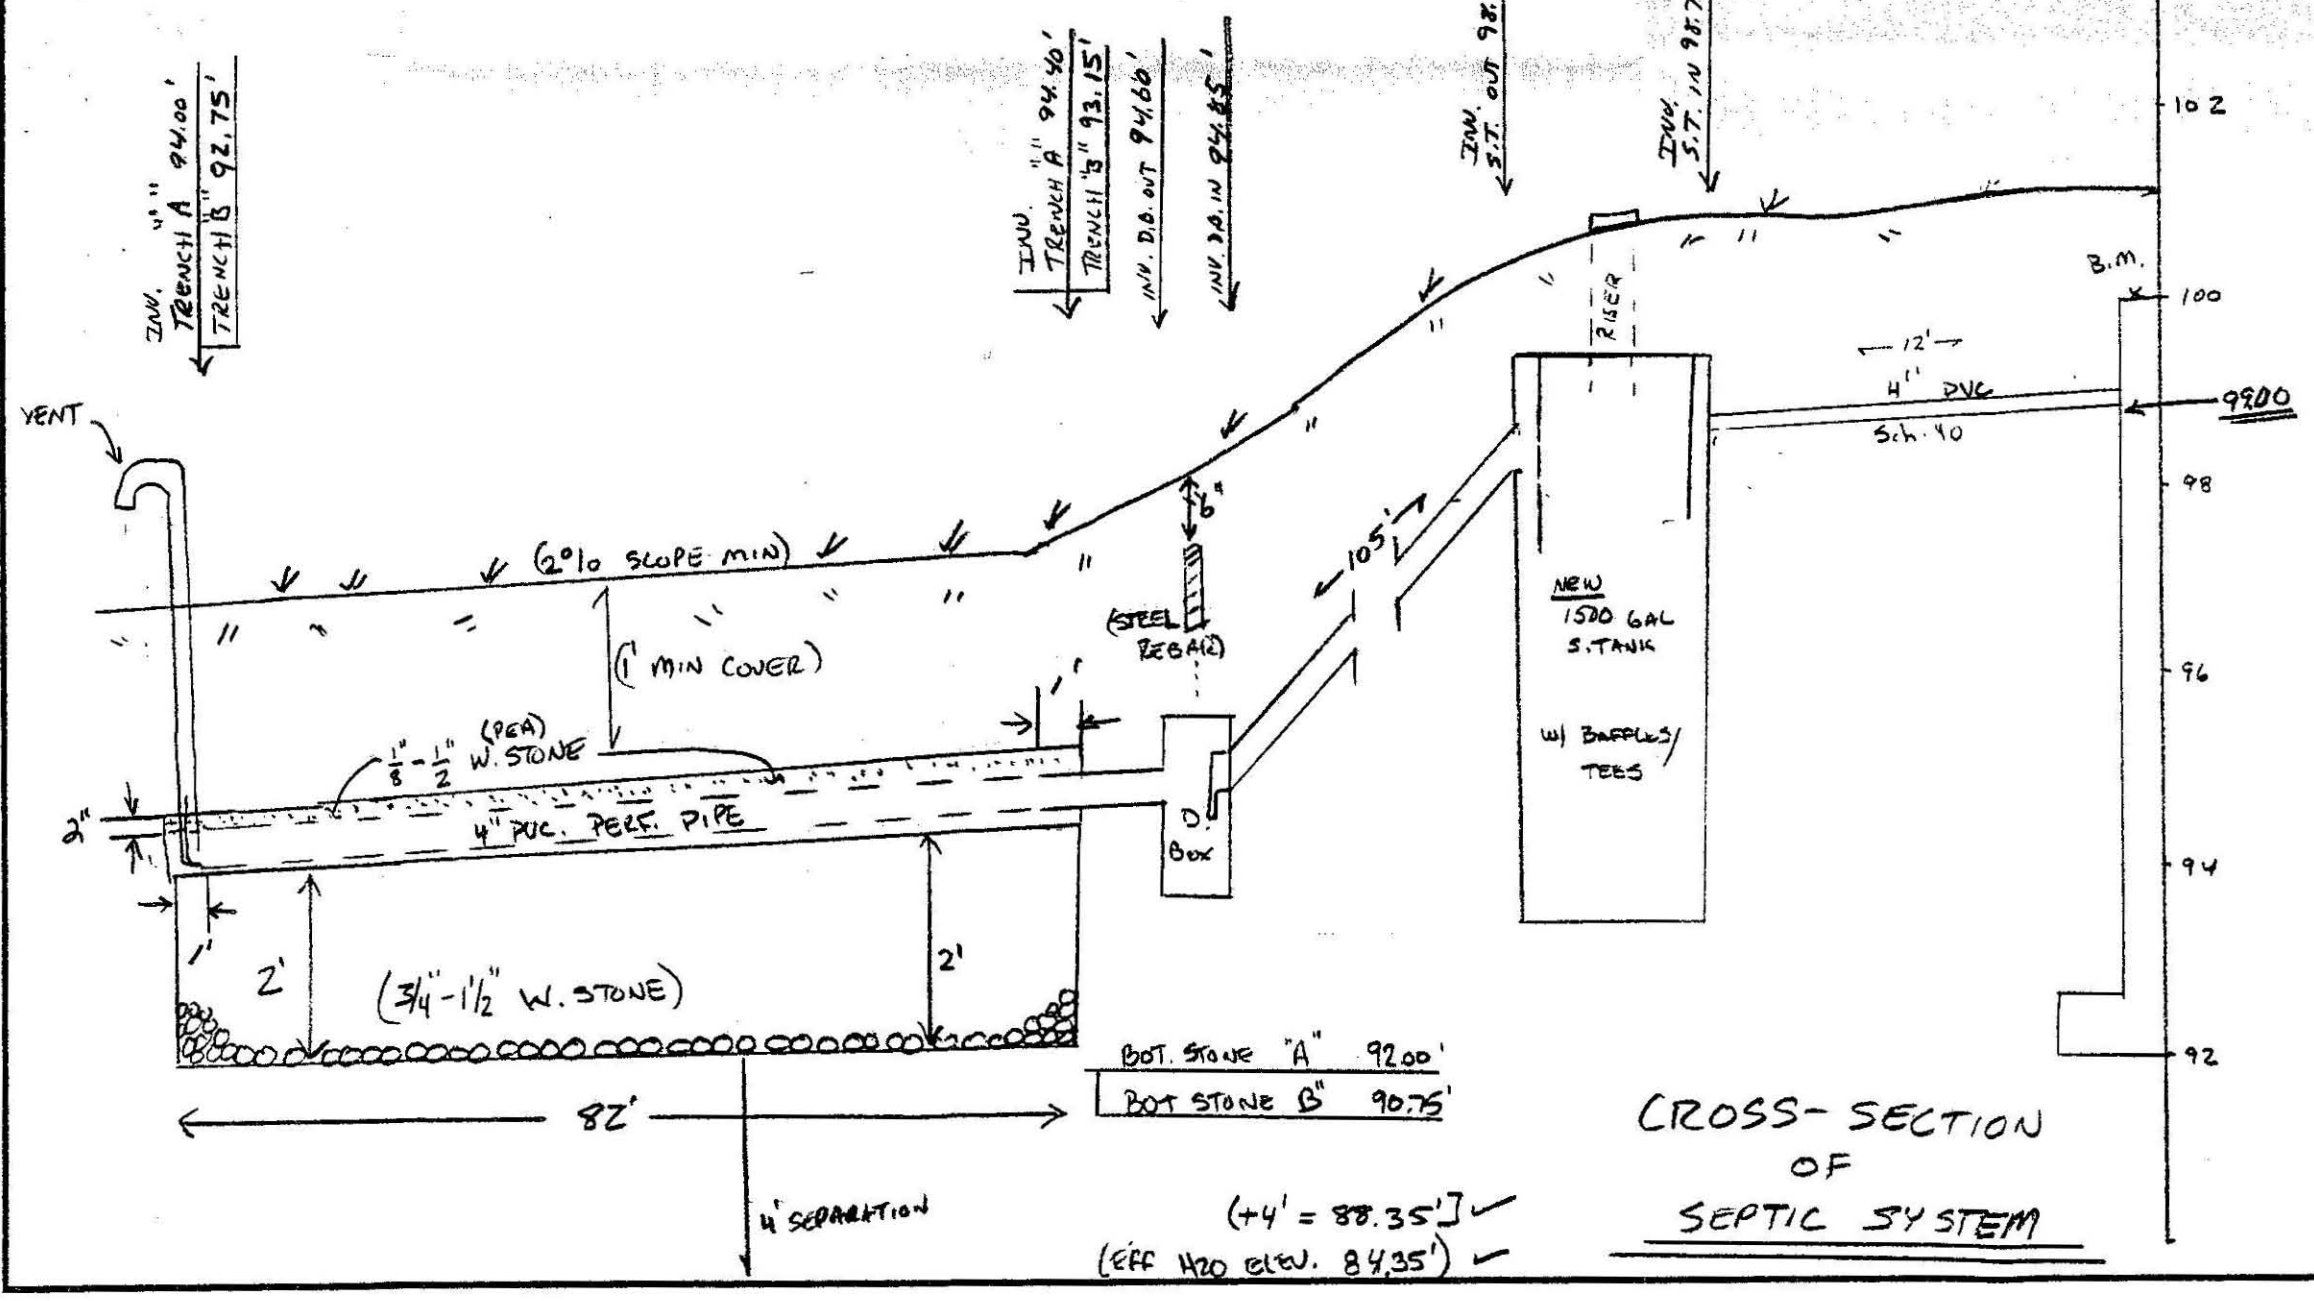 INV.
TRENCH "A" 94.00'
TRENCH "B" 92.75'
INV.
TRENCH "A" 94.40'
TRENCH "B" 93.15'
INV. D.B. OUT 94.60'
INV. D.B. IN 94.85'
INV.
S.T. OUT 98.
INV.
S.T. IN 98.7
102
B.M.
100
12'
4" PVC
Sch. 40
99.00
98
96
94
92
RISER
VENT
(2% SLOPE MIN)
6"
105'
(STEEL
REBAR)
(1' MIN COVER)
1'
NEW
1500 GAL
S. TANK
W/ BAFFLES/
TEES
(PEA)
1/8" - 1/2" W. STONE
2"
4" PVC. PERF. PIPE
D.
Box
1'
2'
(3/4"-1 1/2" W. STONE)
2'
82'
BOT. STONE "A" 92.00'
BOT STONE B" 90.75'
4' SEPARATION
(+4' = 88.35'] ✓
(EFF H2O ELEV. 84.35') ✓
CROSS-SECTION
OF
SEPTIC SYSTEM